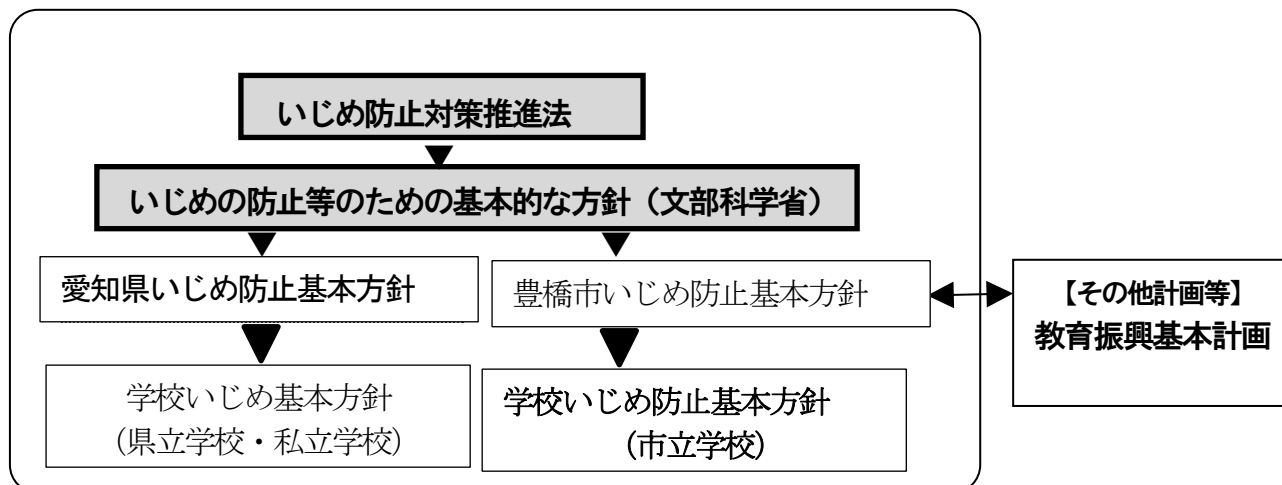 いじめ防止対策推進法
いじめの防止等のための基本的な方針（文部科学省）
愛知県いじめ防止基本方針
豊橋市いじめ防止基本方針
【その他計画等】
教育振興基本計画
学校いじめ基本方針
（県立学校・私立学校）
学校いじめ防止基本方針
（市立学校）